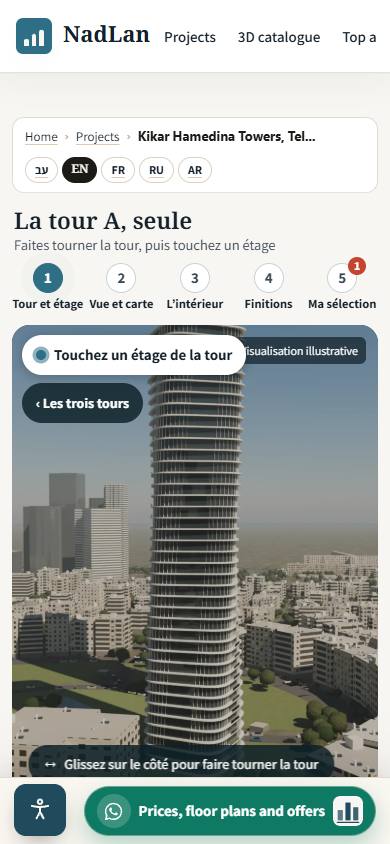 NadLan Projects 3D catalogue Top a
Home › Projects › Kikar Hamedina Towers, Tel...
עב EN FR RU AR
La tour A, seule
Faites tourner la tour, puis touchez un étage
1 2 3 4 5 1
Tour et étage Vue et carte L'intérieur Finitions Ma sélection
Touchez un étage de la tour
isualisation illustrative
‹ Les trois tours
↔ Glissez sur le côté pour faire tourner la tour
Prices, floor plans and offers